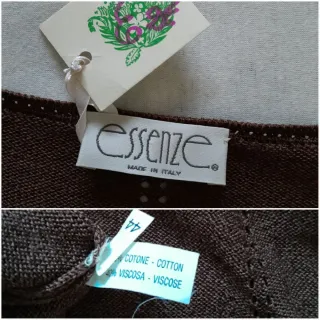 essenze®
MADE IN ITALY
44
% COTONE - COTTON
% VISCOSA - VISCOSE